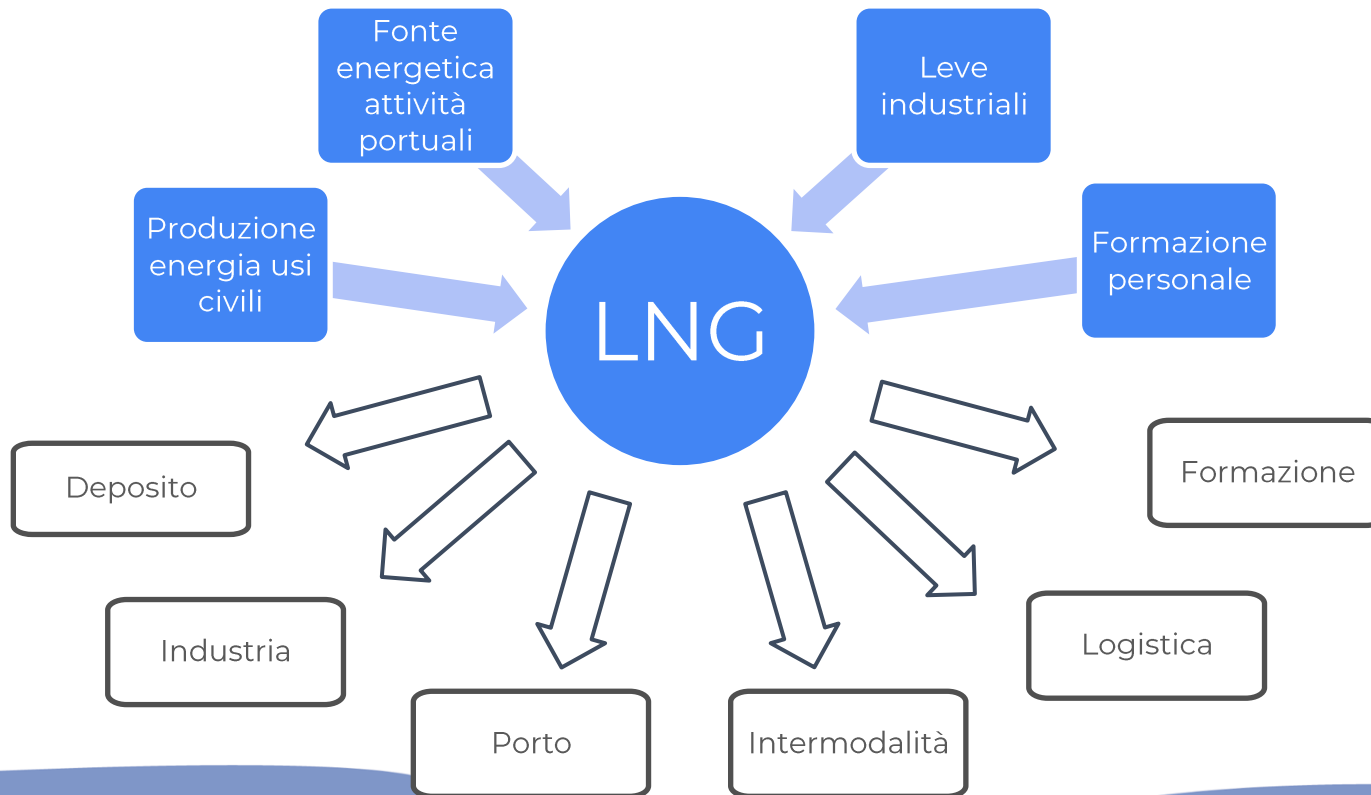 Fonte
energetica
attività
portuali
Leve
industriali
Produzione
energia usi
civili
Formazione
personale
LNG
Deposito
Formazione
Industria
Logistica
Porto
Intermodalità